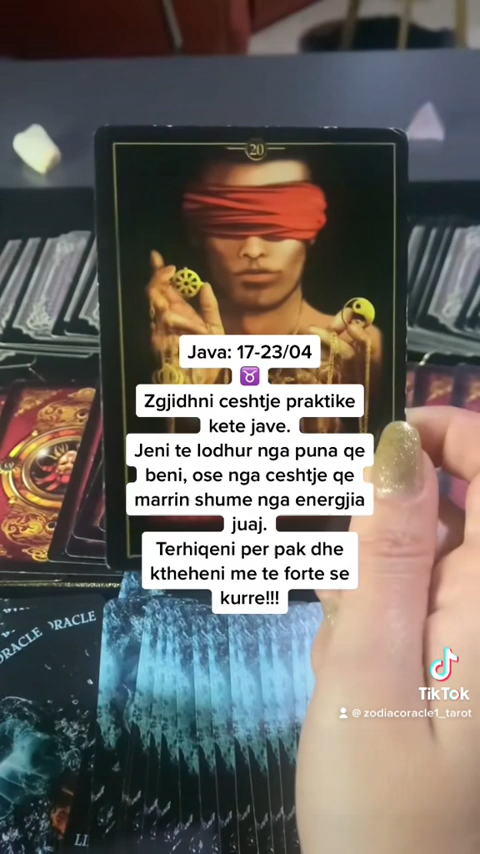 20
Java: 17-23/04
♉
Zgjidhni ceshtje praktike
kete jave.
Jeni te lodhur nga puna qe
beni, ose nga ceshtje qe
marrin shume nga energjia
juaj.
Terhiqeni per pak dhe
ktheheni me te forte se
kurre!!!
ORACLE
ORACLE
TikTok
@ zodiacoracle1_tarot